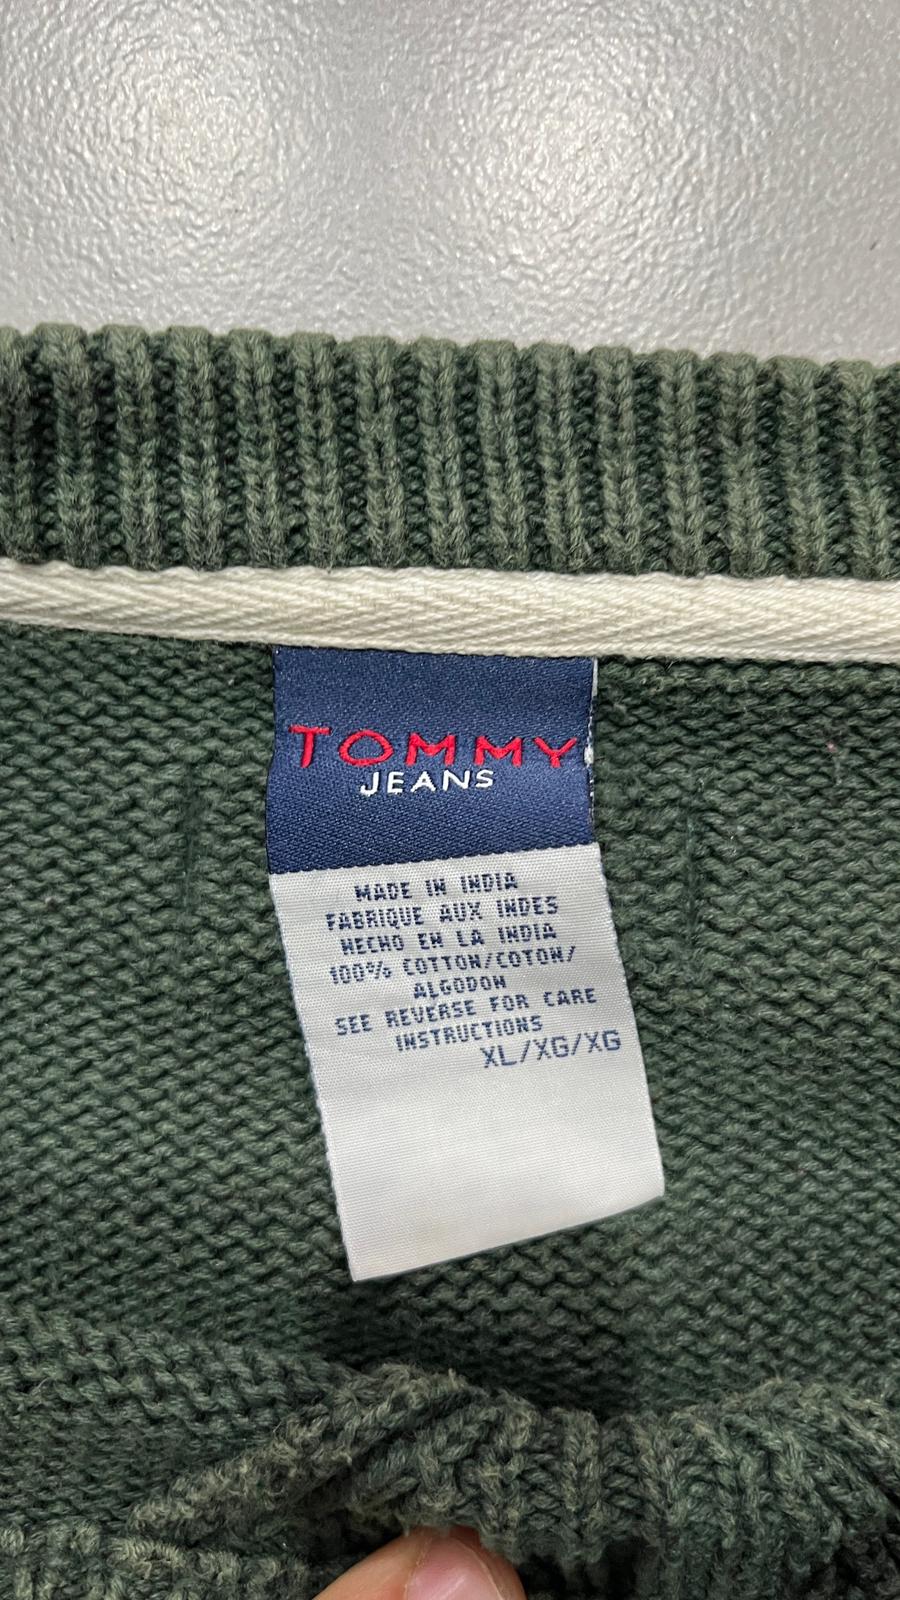 TOMMY
JEANS
MADE IN INDIA
FABRIQUE AUX INDES
HECHO EN LA INDIA
100% COTTON/COTON/
ALGODON
SEE REVERSE FOR CARE
INSTRUCTIONS
XL/XG/XG